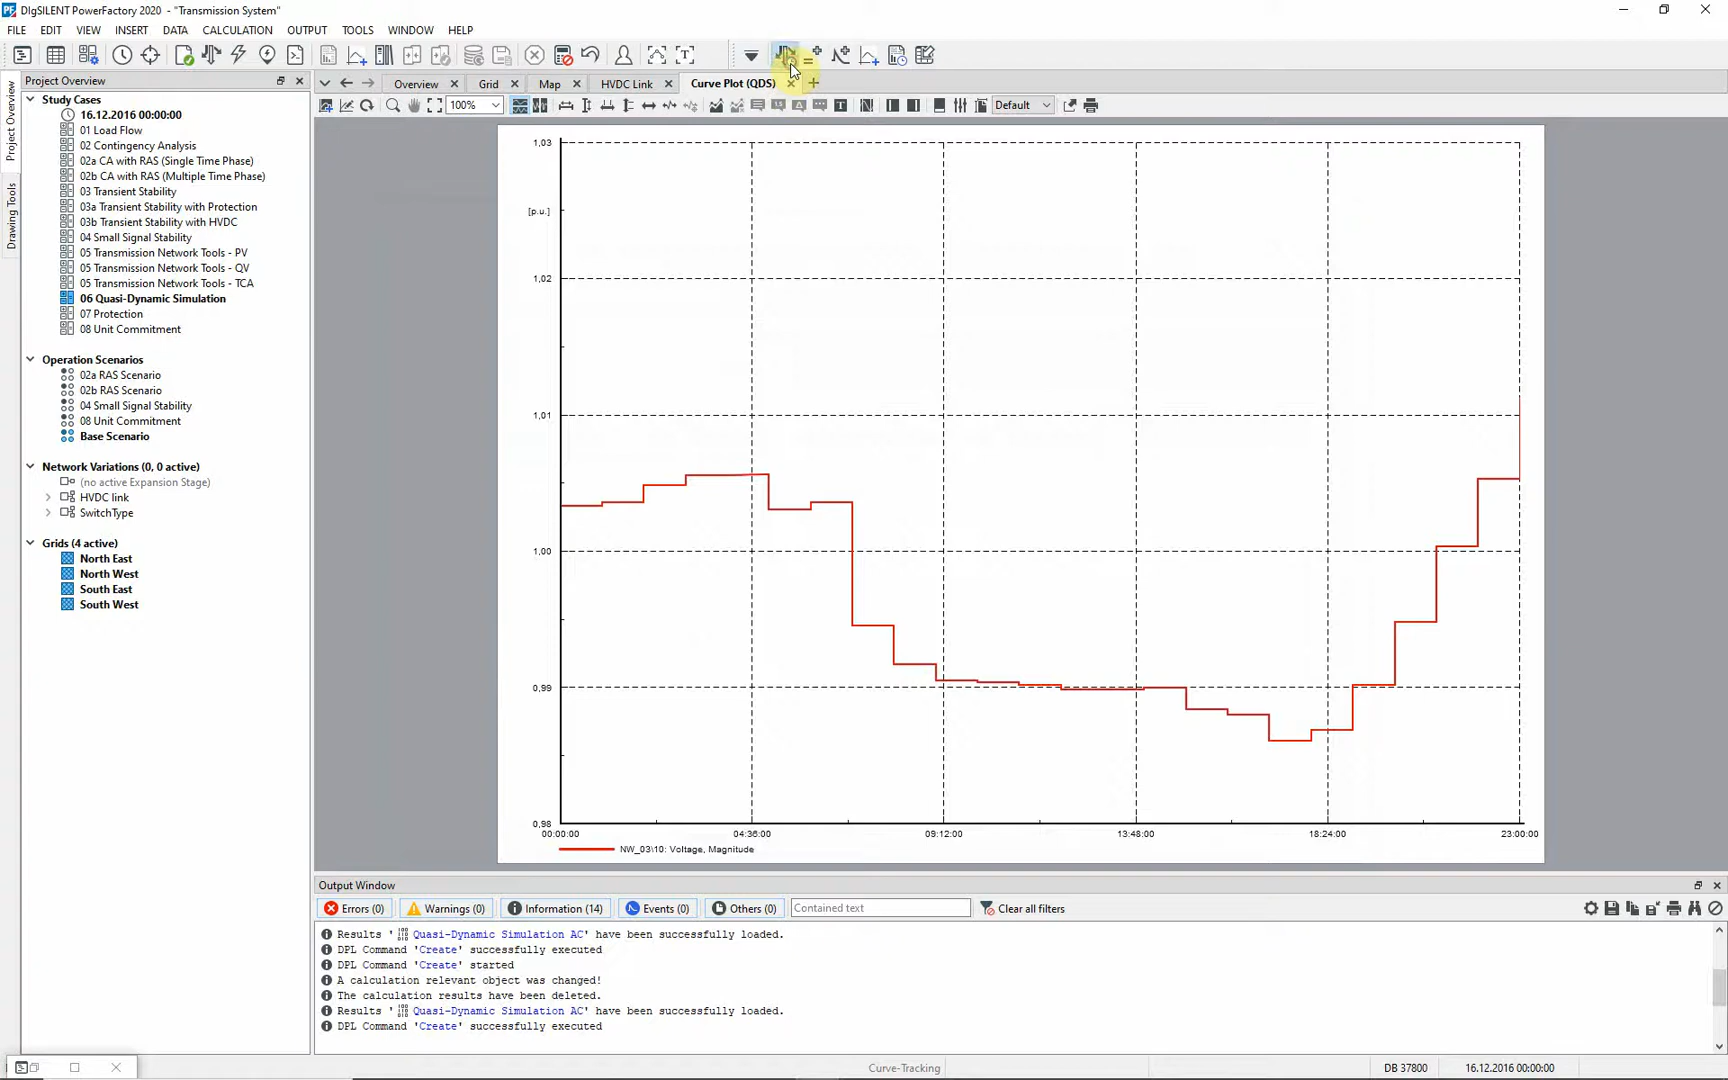 DIgSILENT PowerFactory 2020 - "Transmission System"
FILE EDIT VIEW INSERT DATA CALCULATION OUTPUT TOOLS WINDOW HELP
Project Overview
Overview Grid Map HVDC Link Curve Plot (QDS)
100% Default
Project Overview
Drawing Tools
Study Cases
16.12.2016 00:00:00
01 Load Flow
02 Contingency Analysis
02a CA with RAS (Single Time Phase)
02b CA with RAS (Multiple Time Phase)
03 Transient Stability
03a Transient Stability with Protection
03b Transient Stability with HVDC
04 Small Signal Stability
05 Transmission Network Tools - PV
05 Transmission Network Tools - QV
05 Transmission Network Tools - TCA
06 Quasi-Dynamic Simulation
07 Protection
08 Unit Commitment
Operation Scenarios
02a RAS Scenario
02b RAS Scenario
04 Small Signal Stability
08 Unit Commitment
Base Scenario
Network Variations (0, 0 active)
(no active Expansion Stage)
HVDC link
SwitchType
Grids (4 active)
North East
North West
South East
South West
1,03
[p.u.]
1,02
1,01
1,00
0,99
0,98
00:00:00 04:36:00 09:12:00 13:48:00 18:24:00 23:00:00
NW_03\10: Voltage, Magnitude
Output Window
Errors (0) Warnings (0) Information (14) Events (0) Others (0) Contained text Clear all filters
Results ' Quasi-Dynamic Simulation AC' have been successfully loaded.
DPL Command 'Create' successfully executed
DPL Command 'Create' started
A calculation relevant object was changed!
The calculation results have been deleted.
Results ' Quasi-Dynamic Simulation AC' have been successfully loaded.
DPL Command 'Create' successfully executed
Curve-Tracking DB 37800 16.12.2016 00:00:00